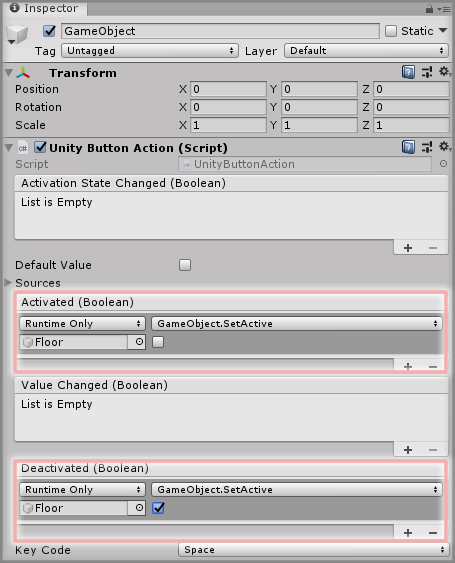 Inspector
GameObject Static
Tag Untagged Layer Default
Transform
Position X 0 Y 0 Z 0
Rotation X 0 Y 0 Z 0
Scale X 1 Y 1 Z 1
Unity Button Action (Script)
Script UnityButtonAction
Activation State Changed (Boolean)
List is Empty
Default Value
Sources
Activated (Boolean)
Runtime Only GameObject.SetActive
Floor
Value Changed (Boolean)
List is Empty
Deactivated (Boolean)
Runtime Only GameObject.SetActive
Floor
Key Code Space